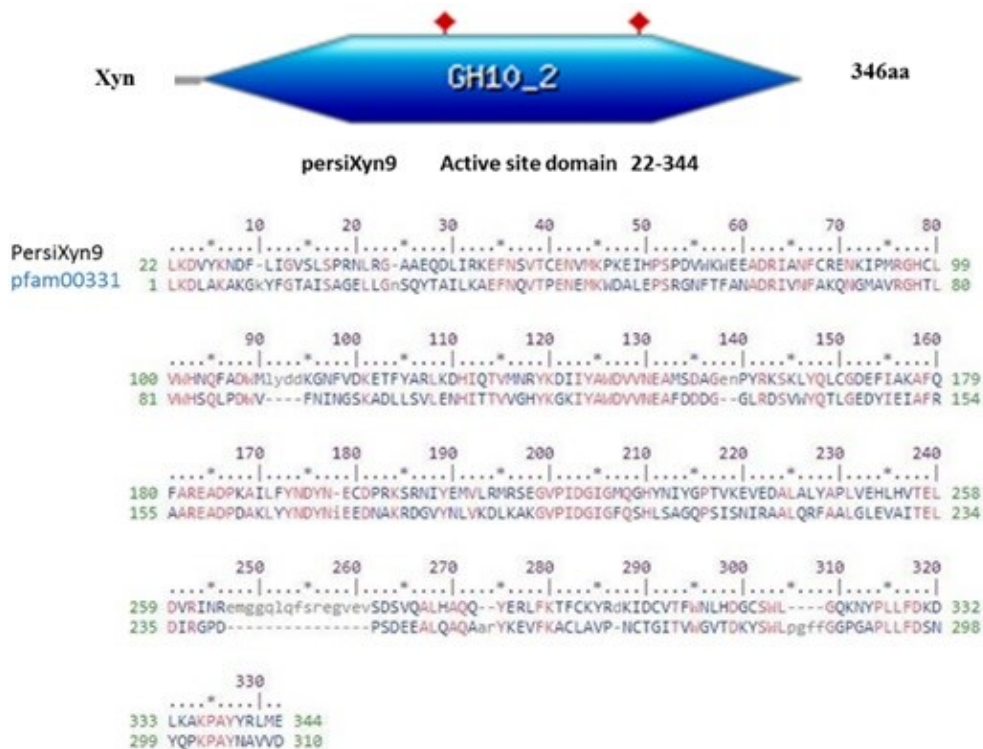 Xyn GH10_2 346aa
persiXyn9 Active site domain 22-344
10 20 30 40 50 60 70 80
....*....|....*....|....*....|....*....|....*....|....*....|....*....|....*....|
PersiXyn9 22 LKDVYKNDF-LIGVSLSPRNLRG-AAEQDLIRKEFNSVTCENVMKPKEIHPSPDVWKWEEADRIANFCRENKIPMRGHCL 99
pfam00331 1 LKDLAKAKGkYFGTAISAGELLGnSQYTAILKAEFNQVTPENEMKWDALEPSRGNFTFANADRIVNFAKQNGMAVRGHTL 80
90 100 110 120 130 140 150 160
....*....|....*....|....*....|....*....|....*....|....*....|....*....|....*....|
100 VWHNQFADWMlyddKGNFVDKETFYARLKDHIQTVMNRYKDIIYAWDVVNEAMSDAGenPYRKSKLYQLCGDEFIAKAFQ 179
81 VWHSQLPDWV----FNINGSKADLLSVLENHITTVVGHYKGKIYAWDVVNEAFDDDG--GLRDSVWYQTLGEDYIEIAFR 154
170 180 190 200 210 220 230 240
....*....|....*....|....*....|....*....|....*....|....*....|....*....|....*....|
180 FAREADPKAILFYNDYN-ECDPRKSRNIYEMVLRMRSEGVPIDGIGMQGHYNIYGPTVKEVEDALALYAPLVEHLHVTEL 258
155 AAREADPDAKLYYNDYNiEEDNAKRDGVYNLVKDLKAKGVPIDGIGFQSHLSAGQPSISNIRAALQRFAALGLEVAITEL 234
250 260 270 280 290 300 310 320
....*....|....*....|....*....|....*....|....*....|....*....|....*....|....*....|
259 DVRINRemggqlqfsregvevSDSVQALHAQQ--YERLFKTFCKYRdKIDCVTFWNLHDGCSWL----GQKNYPLLFDKD 332
235 DIRGPD---------------PSDEEALQAQAarYKEVFKACLAVP-NCTGITVWGVTDKYSWLpgffGGPGAPLLFDSN 298
330
....*....|..
333 LKAKPAYYRLME 344
299 YQPKPAYNAVVD 310